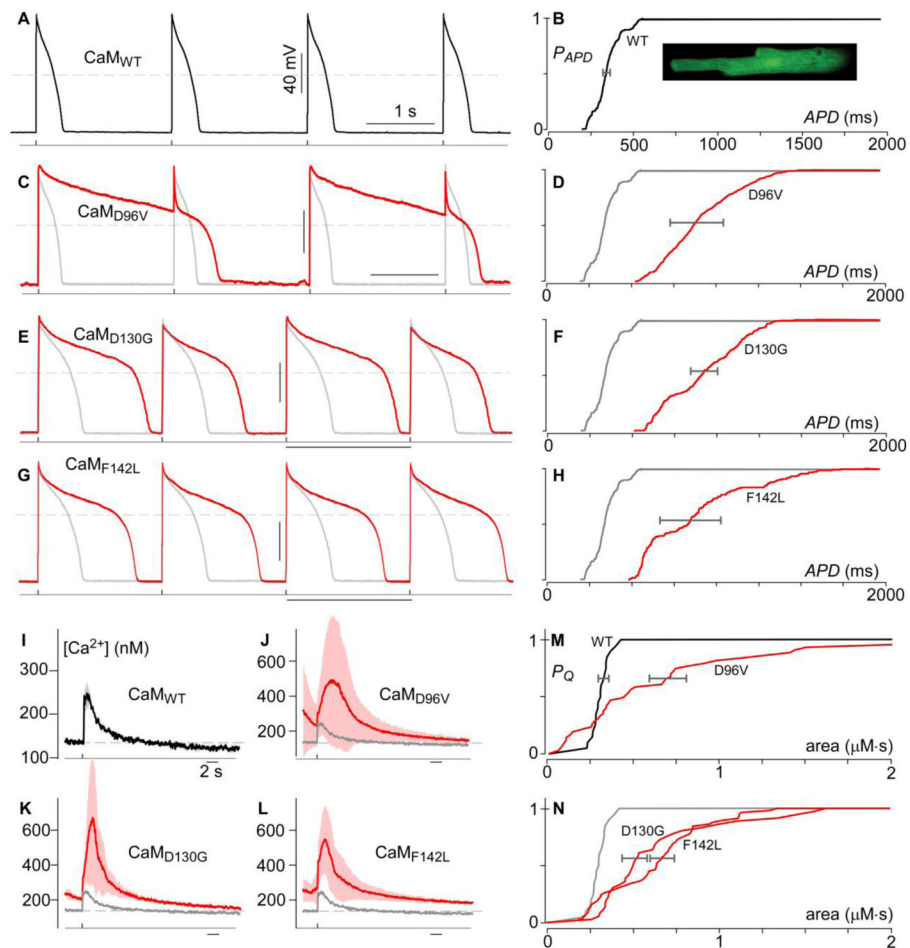 A
CaMWT
40 mV
1 s
B
1
PAPD
WT
0
0
500
1000
1500
2000
APD (ms)
C
CaMD96V
D
D96V
APD (ms)
0
2000
E
CaMD130G
F
D130G
APD (ms)
0
2000
G
CaMF142L
H
F142L
APD (ms)
0
2000
I
[Ca2+] (nM)
300
200
100
CaMWT
2 s
J
600
400
200
CaMD96V
K
600
400
200
CaMD130G
L
600
400
200
CaMF142L
M
1
PQ
WT
D96V
area (µM·s)
0
0
1
2
N
D130G
F142L
area (µM·s)
0
1
2